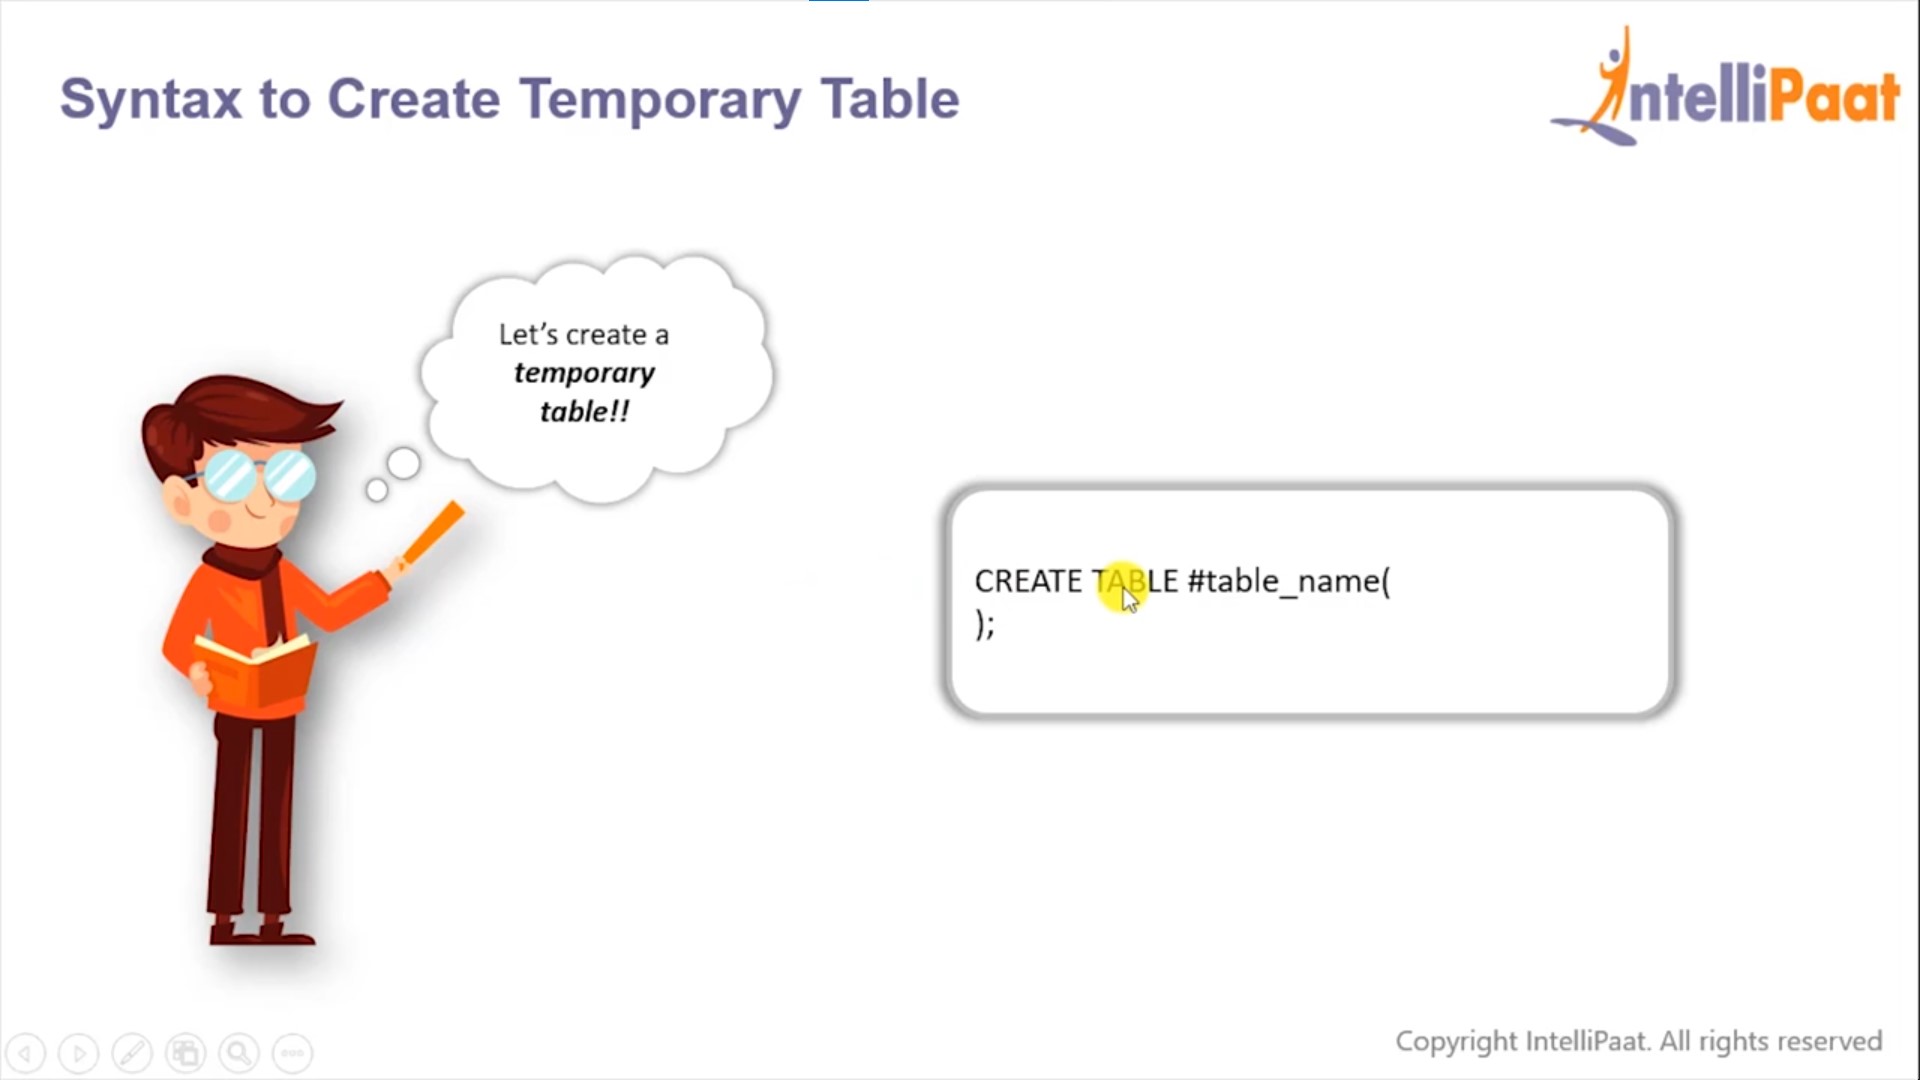 Syntax to Create Temporary Table
IntelliPaat
Let’s create a
temporary
table!!
CREATE TABLE #table_name(
);
Copyright IntelliPaat. All rights reserved